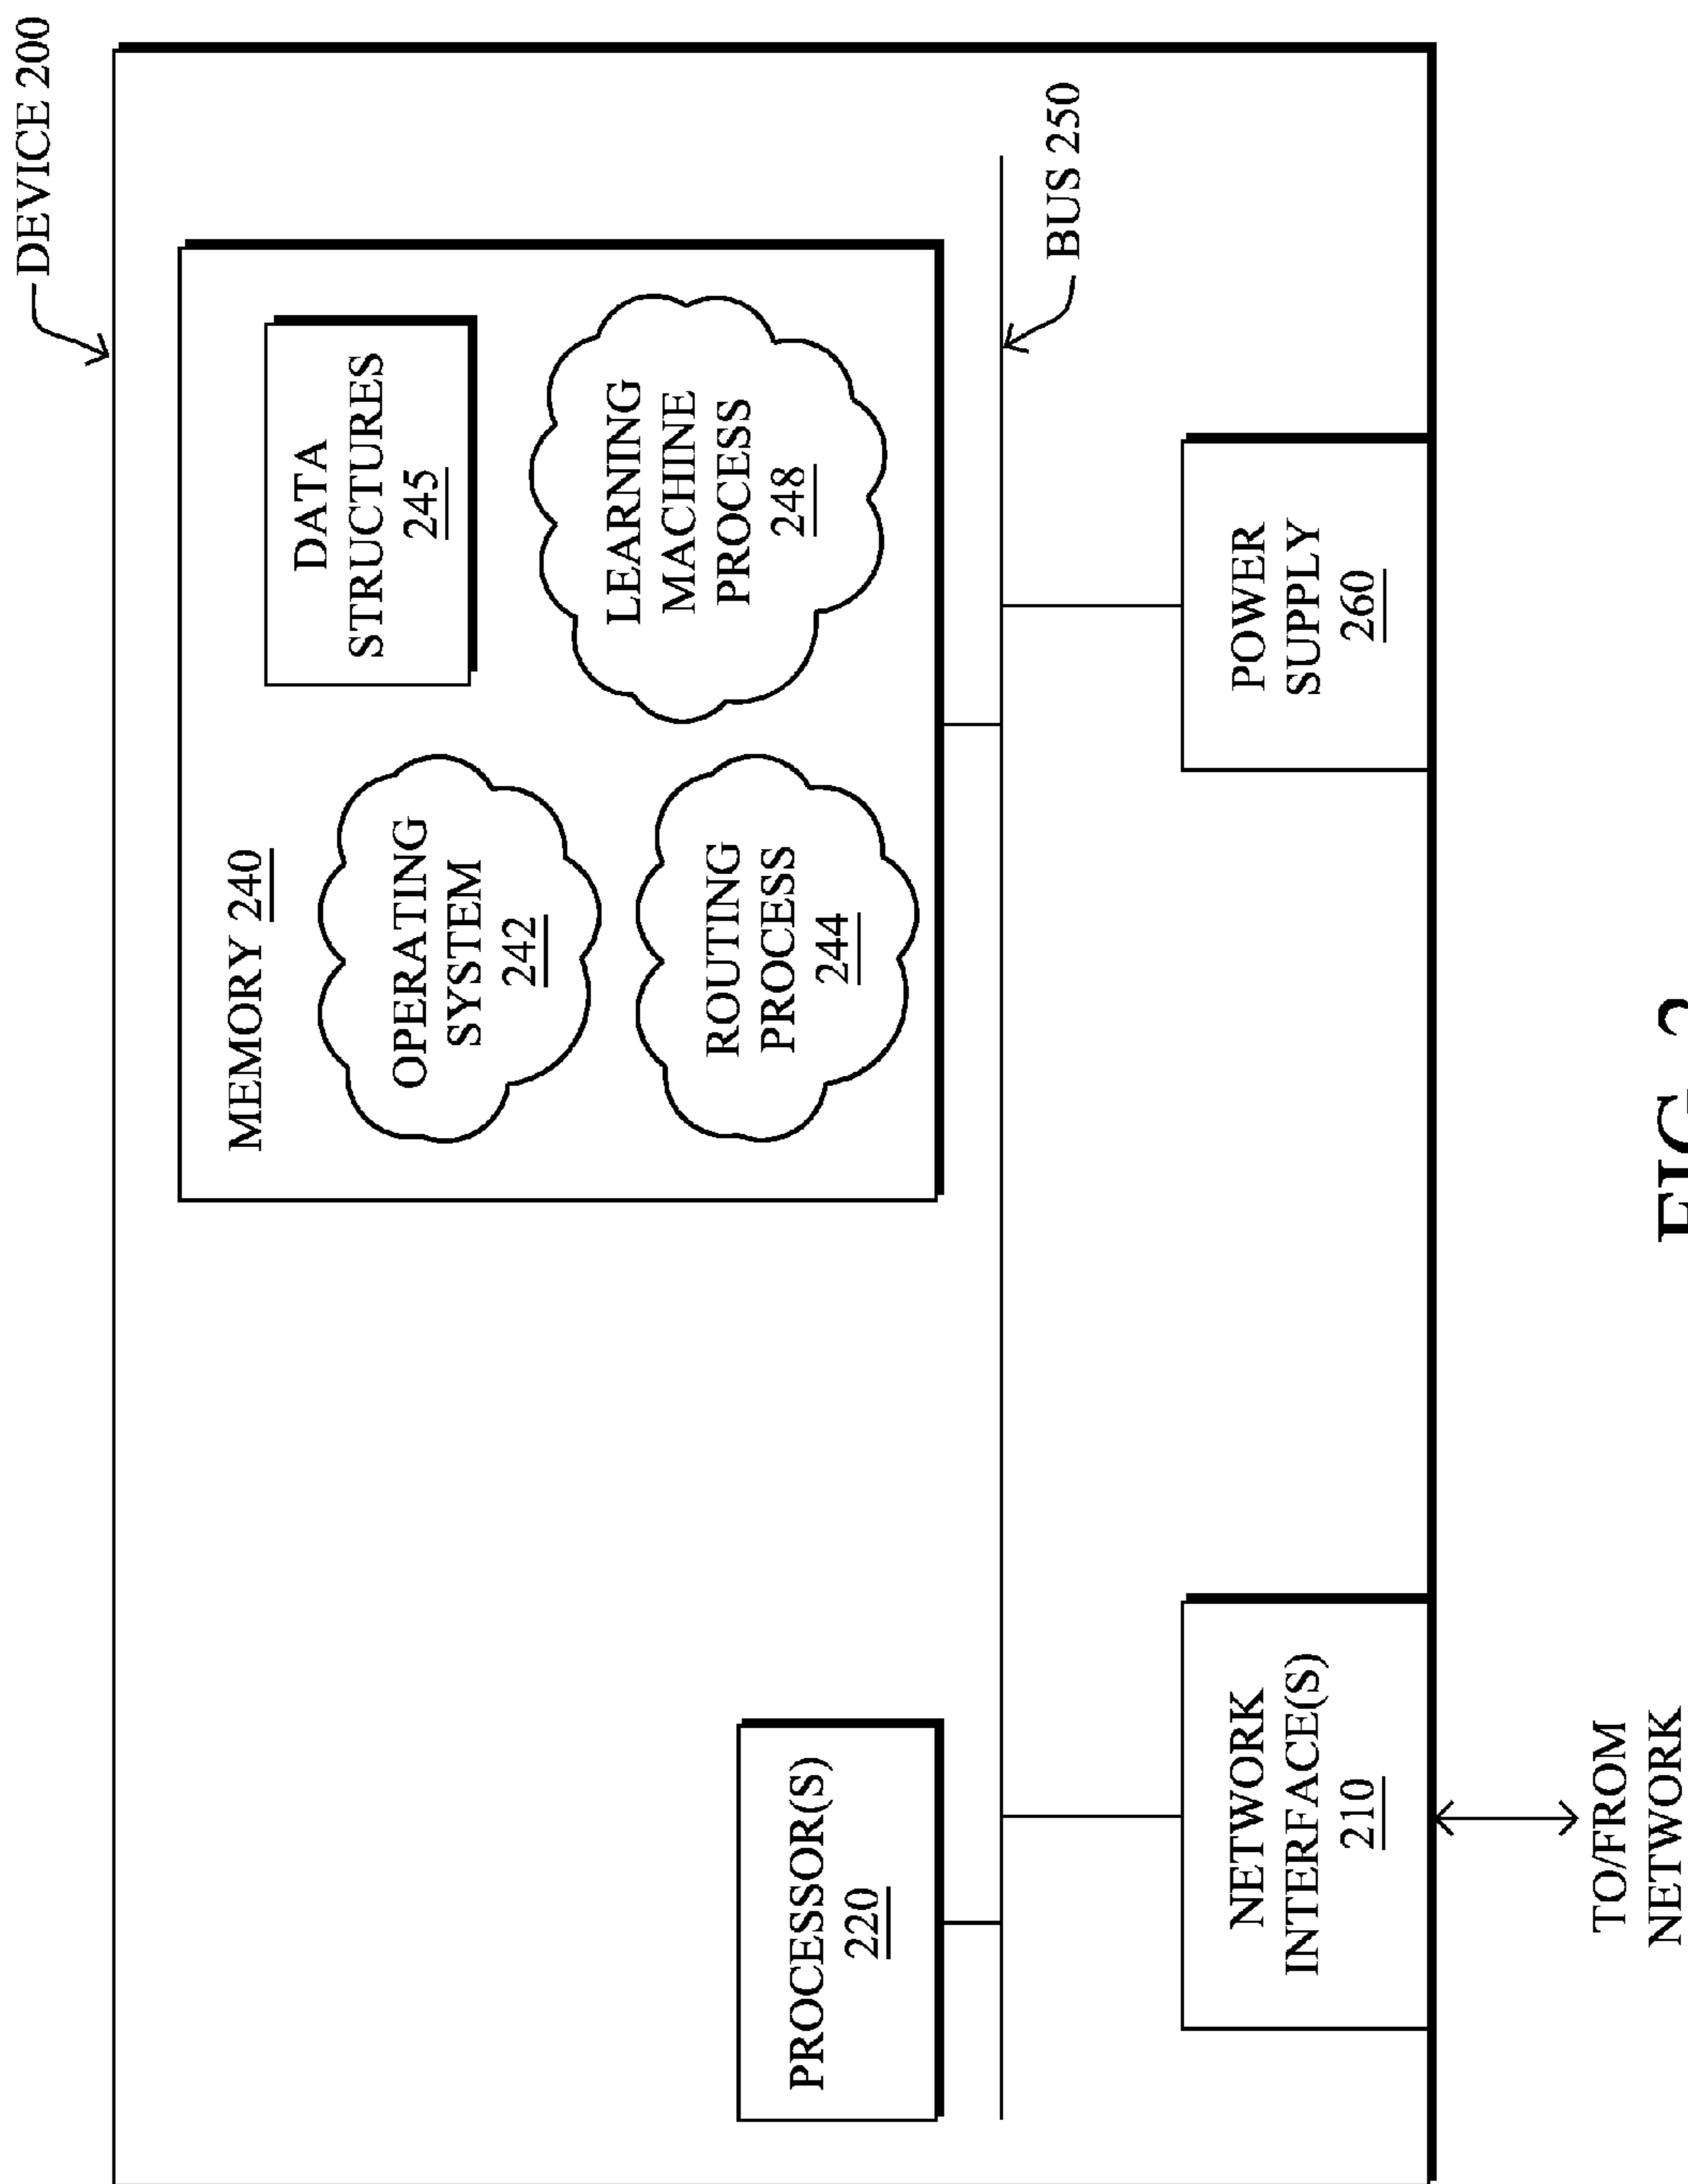 DEVICE 200
MEMORY 240
OPERATING
SYSTEM
242
DATA
STRUCTURES
245
ROUTING
PROCESS
244
LEARNING
MACHINE
PROCESS
248
PROCESSOR(S)
220
BUS 250
NETWORK
INTERFACE(S)
210
POWER
SUPPLY
260
TO/FROM
NETWORK